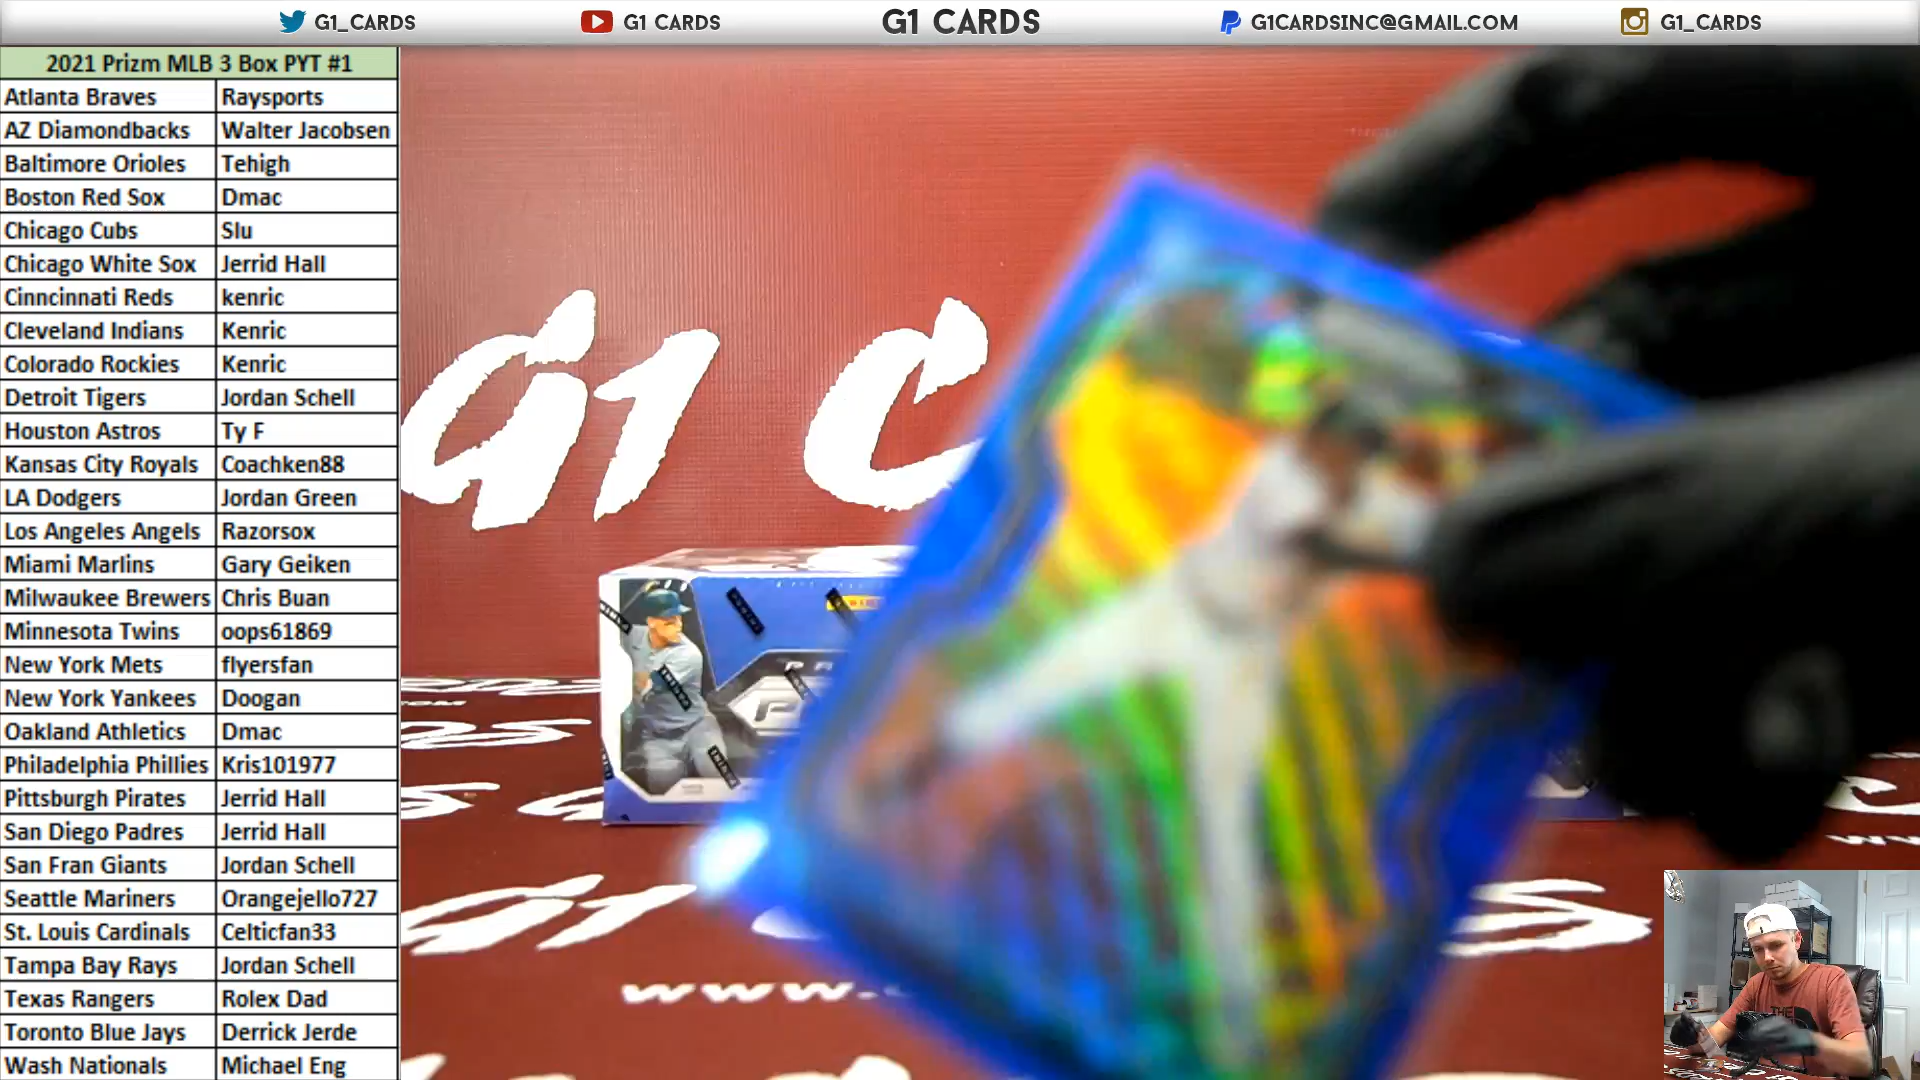 G1_CARDS
G1 CARDS
G1 CARDS
G1CARDSINC@GMAIL.COM
G1_CARDS
2021 Prizm MLB 3 Box PYT #1
Atlanta Braves Raysports
AZ Diamondbacks Walter Jacobsen
Baltimore Orioles Tehigh
Boston Red Sox Dmac
Chicago Cubs Slu
Chicago White Sox Jerrid Hall
Cinncinnati Reds kenric
Cleveland Indians Kenric
Colorado Rockies Kenric
Detroit Tigers Jordan Schell
Houston Astros Ty F
Kansas City Royals Coachken88
LA Dodgers Jordan Green
Los Angeles Angels Razorsox
Miami Marlins Gary Geiken
Milwaukee Brewers Chris Buan
Minnesota Twins oops61869
New York Mets flyersfan
New York Yankees Doogan
Oakland Athletics Dmac
Philadelphia Phillies Kris101977
Pittsburgh Pirates Jerrid Hall
San Diego Padres Jerrid Hall
San Fran Giants Jordan Schell
Seattle Mariners Orangejello727
St. Louis Cardinals Celticfan33
Tampa Bay Rays Jordan Schell
Texas Rangers Rolex Dad
Toronto Blue Jays Derrick Jerde
Wash Nationals Michael Eng
G1 C
PANINI
G1
www.
THE